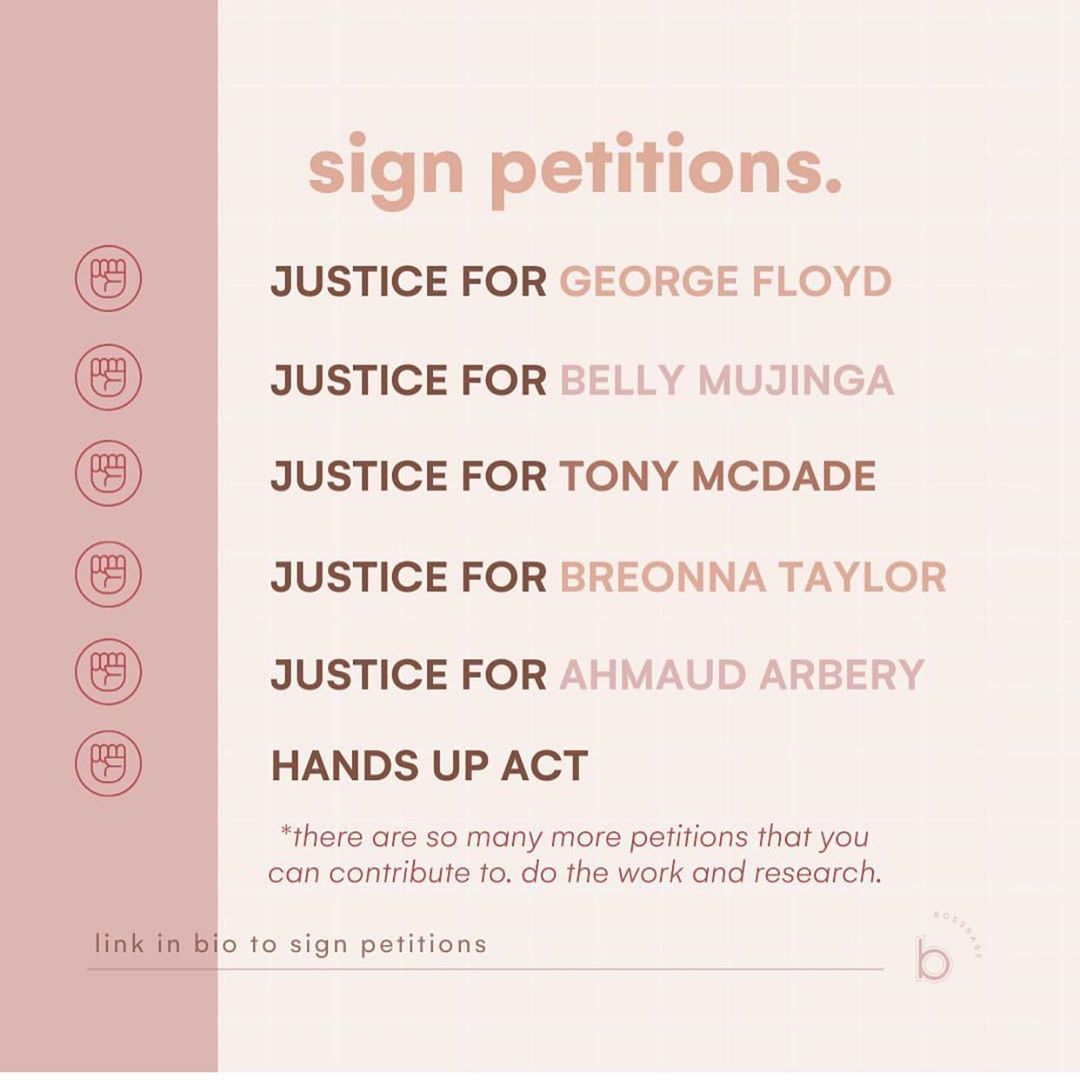 sign petitions.
JUSTICE FOR GEORGE FLOYD
JUSTICE FOR BELLY MUJINGA
JUSTICE FOR TONY MCDADE
JUSTICE FOR BREONNA TAYLOR
JUSTICE FOR AHMAUD ARBERY
HANDS UP ACT
*there are so many more petitions that you
can contribute to. do the work and research.
link in bio to sign petitions
BOSSBABE
b